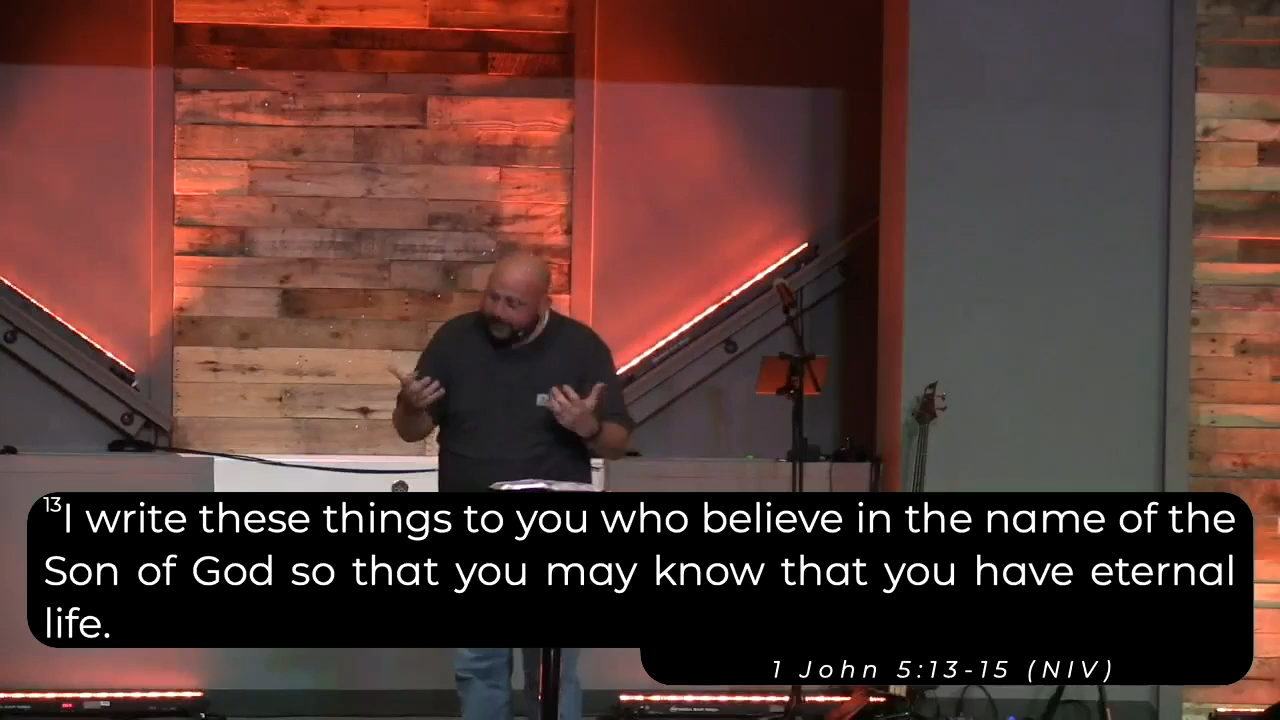 13I write these things to you who believe in the name of the
Son of God so that you may know that you have eternal
life.
1 John 5:13-15 (NIV)